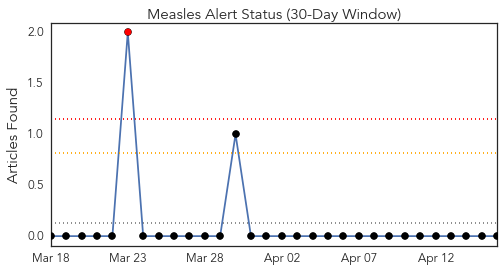 Measles Alert Status (30-Day Window)
Articles Found
2.0
1.5
1.0
0.5
0.0
Mar 18 Mar 23 Mar 28 Apr 02 Apr 07 Apr 12